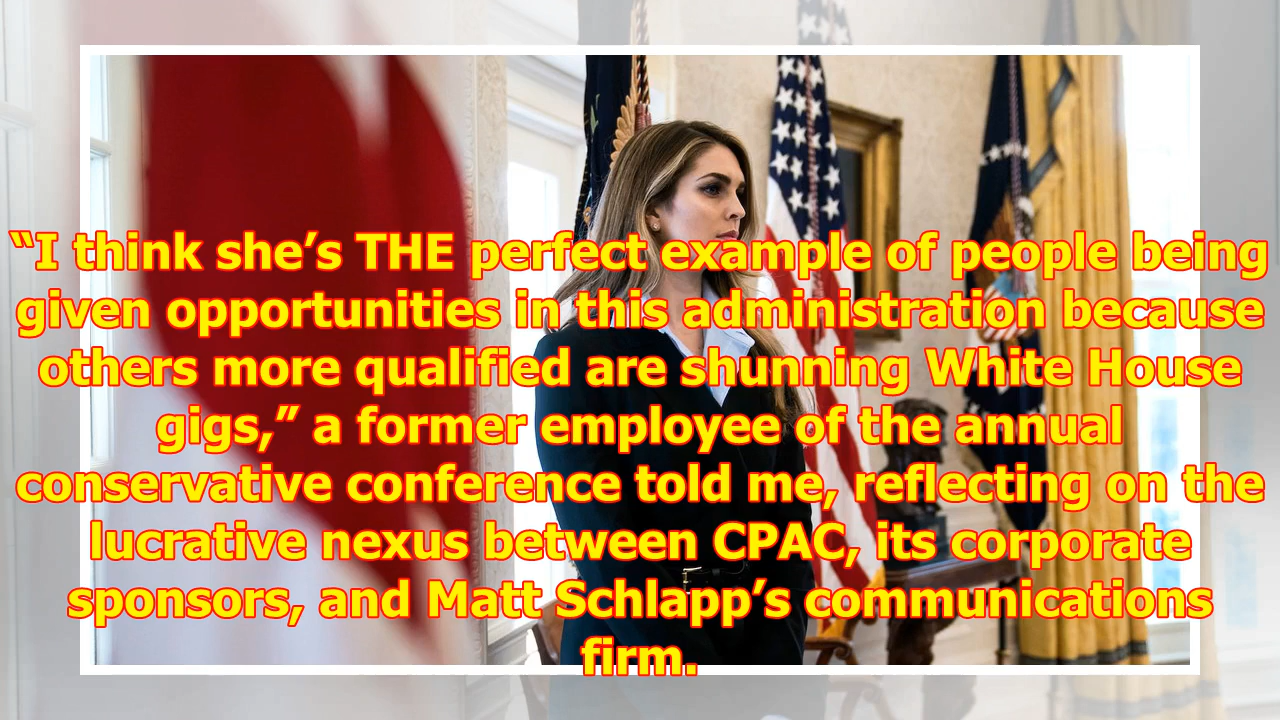 “I think she’s THE perfect example of people being
given opportunities in this administration because
others more qualified are shunning White House
gigs,” a former employee of the annual
conservative conference told me, reflecting on the
lucrative nexus between CPAC, its corporate
sponsors, and Matt Schlapp’s communications
firm.